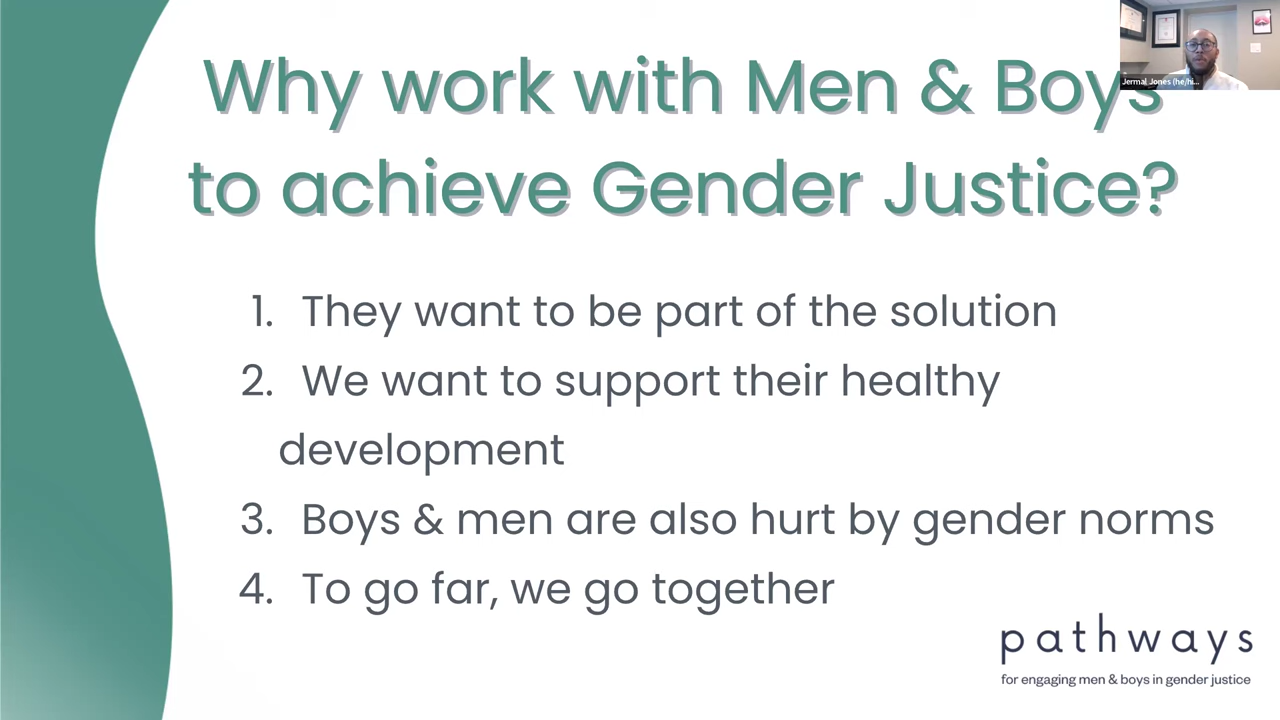 Why work with Men & Boys
to achieve Gender Justice?
Jermal Jones (he/hi...
1. They want to be part of the solution
2. We want to support their healthy
development
3. Boys & men are also hurt by gender norms
4. To go far, we go together
pathways
for engaging men & boys in gender justice